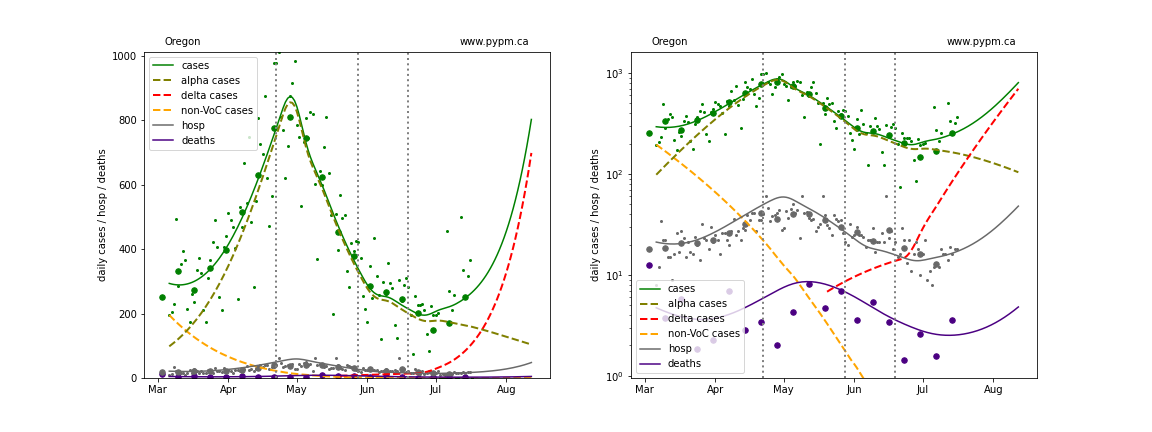 Oregon www.pypm.ca
1000
800
600
400
200
0
daily cases / hosp / deaths
cases
alpha cases
delta cases
non-VoC cases
hosp
deaths
Mar Apr May Jun Jul Aug
Oregon www.pypm.ca
10³
10²
10¹
10⁰
daily cases / hosp / deaths
cases
alpha cases
delta cases
non-VoC cases
hosp
deaths
Mar Apr May Jun Jul Aug